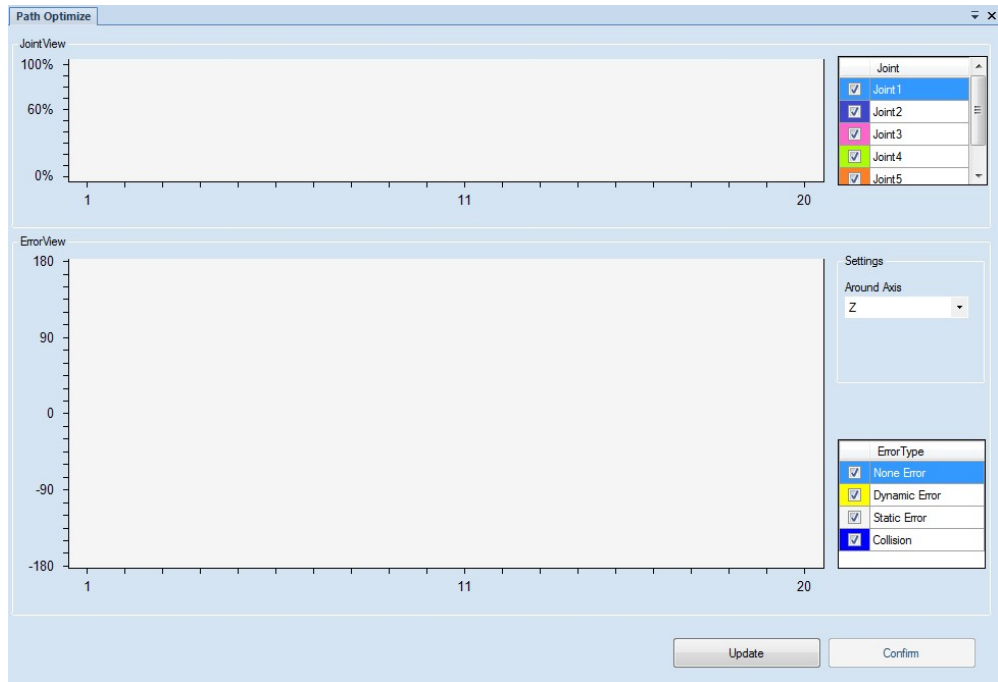 Path Optimize
JointView
100%
60%
0%
1 11 20
Joint
Joint1
Joint2
Joint3
Joint4
Joint5
ErrorView
180
90
0
-90
-180
1 11 20
Settings
Around Axis
Z
ErrorType
None Error
Dynamic Error
Static Error
Collision
Update Confirm